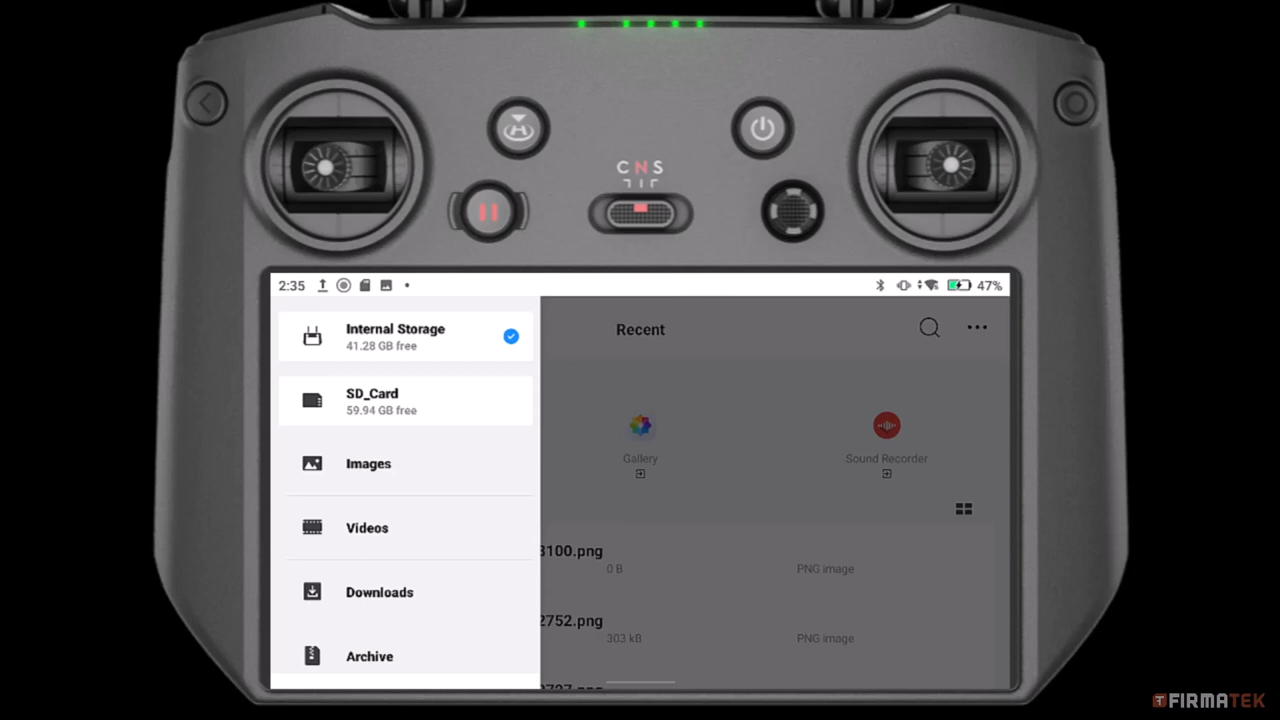 C N S
2:35
47%
Internal Storage
41.28 GB free
Recent
SD_Card
59.94 GB free
Images
Gallery
Sound Recorder
Videos
3100.png
0 B
PNG image
Downloads
2752.png
303 kB
PNG image
Archive
FIRMATEK